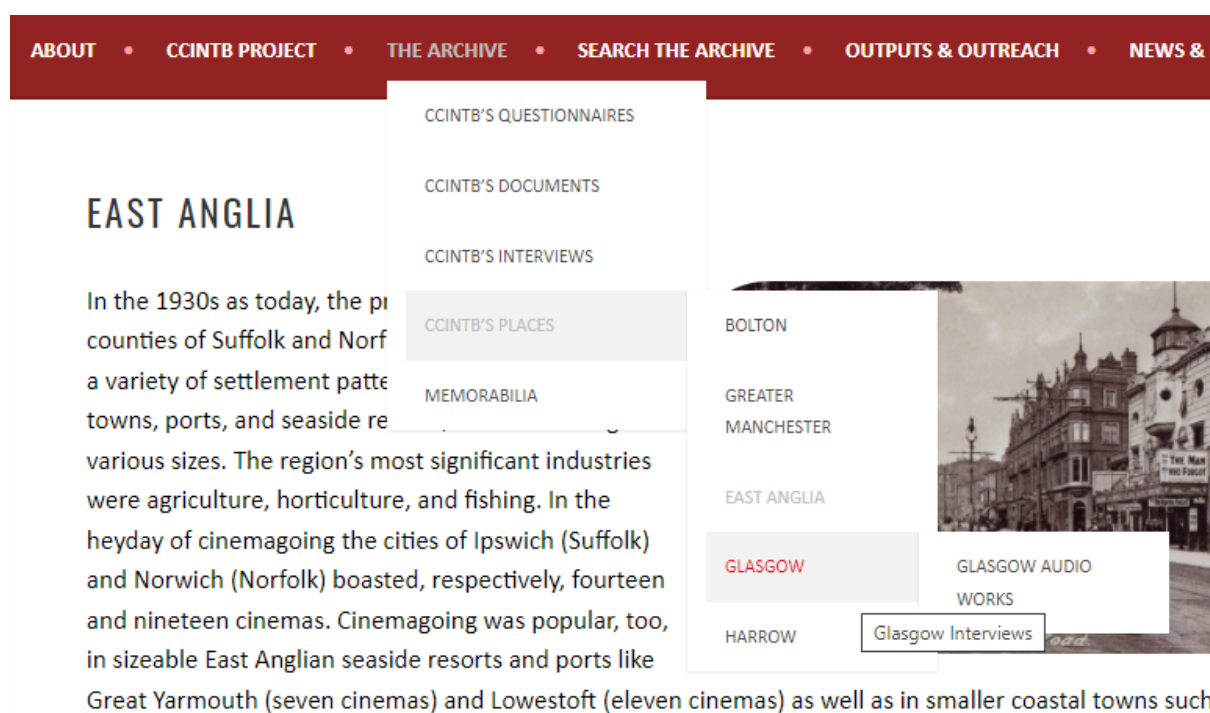 ABOUT • CCINTB PROJECT • THE ARCHIVE • SEARCH THE ARCHIVE • OUTPUTS & OUTREACH • NEWS &
CCINTB'S QUESTIONNAIRES
CCINTB'S DOCUMENTS
CCINTB'S INTERVIEWS
CCINTB'S PLACES
MEMORABILIA
BOLTON
GREATER
MANCHESTER
EAST ANGLIA
GLASGOW
HARROW
GLASGOW AUDIO
WORKS
Glasgow Interviews
EAST ANGLIA
In the 1930s as today, the pr
counties of Suffolk and Norf
a variety of settlement patte
towns, ports, and seaside re
various sizes. The region's most significant industries
were agriculture, horticulture, and fishing. In the
heyday of cinemagoing the cities of Ipswich (Suffolk)
and Norwich (Norfolk) boasted, respectively, fourteen
and nineteen cinemas. Cinemagoing was popular, too,
in sizeable East Anglian seaside resorts and ports like
Great Yarmouth (seven cinemas) and Lowestoft (eleven cinemas) as well as in smaller coastal towns such
THE MAN
WHO FORGOT
oad.